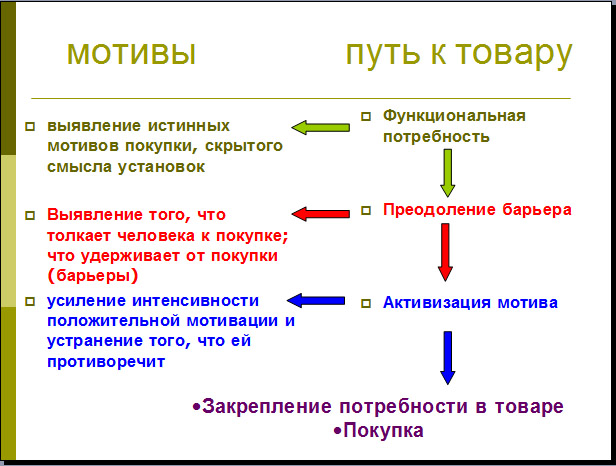 мотивы
путь к товару
выявление истинных
мотивов покупки, скрытого
смысла установок
Выявление того, что
толкает человека к покупке;
что удерживает от покупки
(барьеры)
усиление интенсивности
положительной мотивации и
устранение того, что ей
противоречит
Функциональная
потребность
Преодоление барьера
Активизация мотива
•Закрепление потребности в товаре
•Покупка